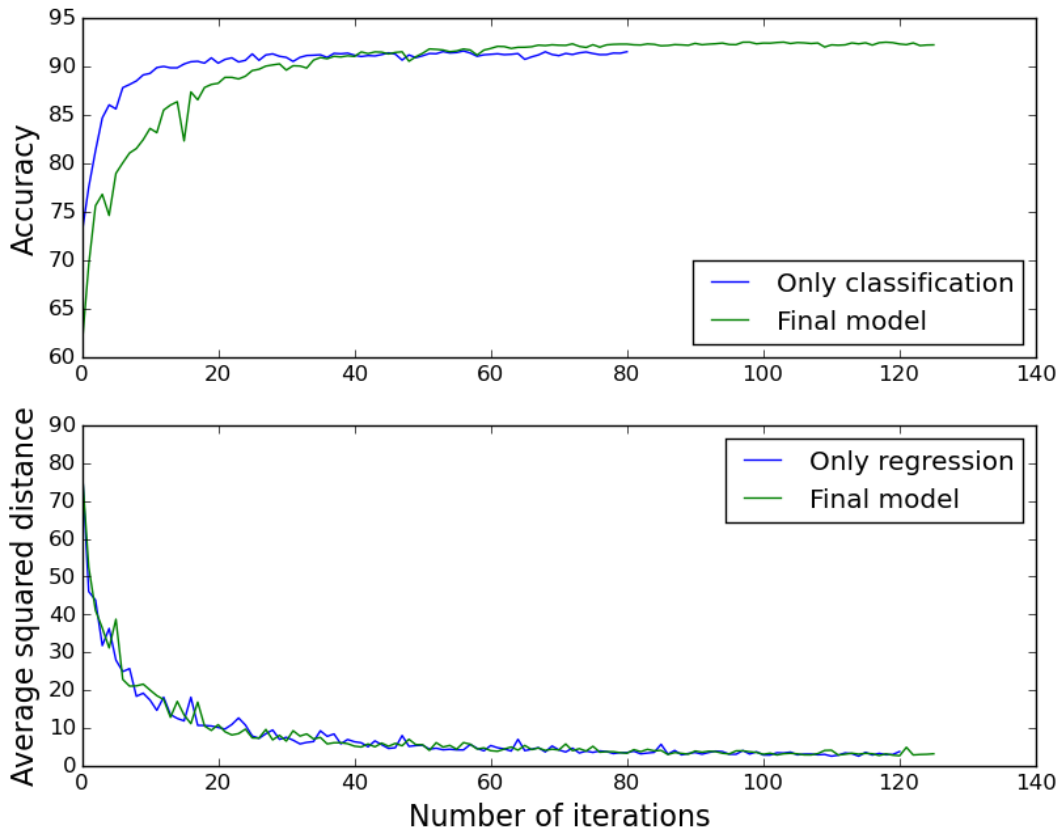 95
90
85
80
75
70
65
60
Accuracy
0 20 40 60 80 100 120 140
Only classification
Final model
90
80
70
60
50
40
30
20
10
0
Average squared distance
Only regression
Final model
0 20 40 60 80 100 120 140
Number of iterations